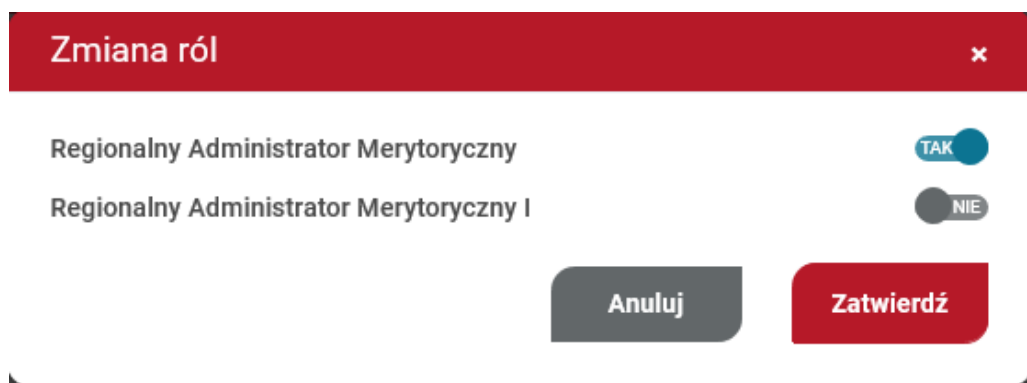 Zmiana ról ×
Regionalny Administrator Merytoryczny TAK
Regionalny Administrator Merytoryczny I NIE
Anuluj Zatwierdź